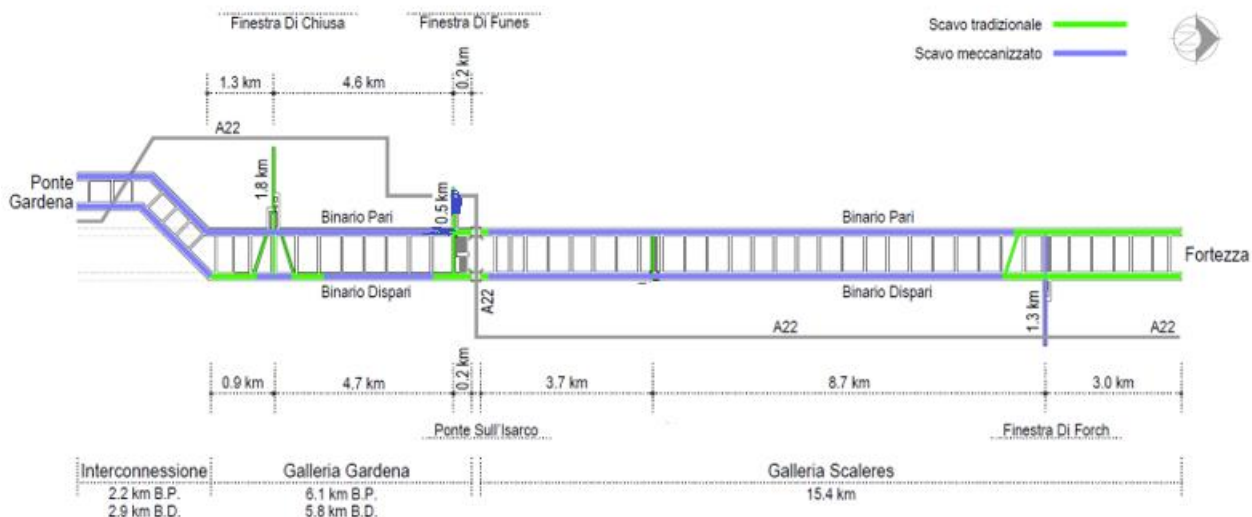 Finestra Di Chiusa
Finestra Di Funes
Scavo tradizionale
Scavo meccanizzato
N
1.3 km
4.6 km
0.2 km
A22
Ponte
Gardena
1.8 km
0.5 km
Binario Pari
Binario Pari
Fortezza
Binario Dispari
Binario Dispari
A22
1.3 km
A22
A22
0.9 km
4.7 km
0.2 km
3.7 km
8.7 km
3.0 km
Ponte Sull'Isarco
Finestra Di Forch
Interconnessione
Galleria Gardena
Galleria Scaleres
2.2 km B.P.
6.1 km B.P.
15.4 km
2.9 km B.D.
5.8 km B.D.